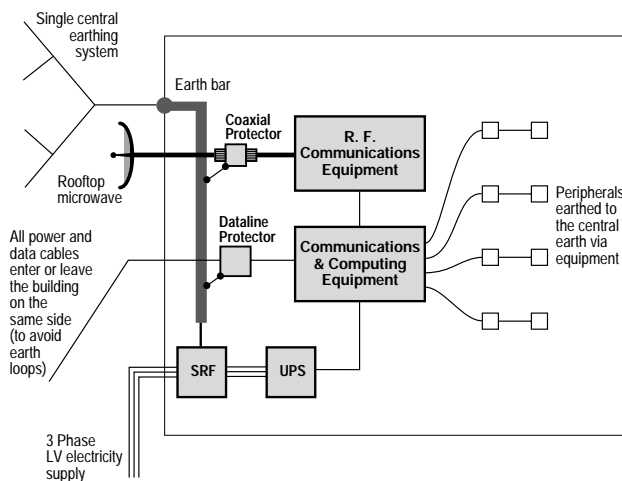 Single central
earthing
system
Earth bar
Coaxial
Protector
R. F.
Communications
Equipment
Rooftop
microwave
Peripherals
earthed to
the central
earth via
equipment
Dataline
Protector
All power and
data cables
enter or leave
the building
on the
same side
(to avoid
earth
loops)
Communications
& Computing
Equipment
SRF
UPS
3 Phase
LV electricity
supply